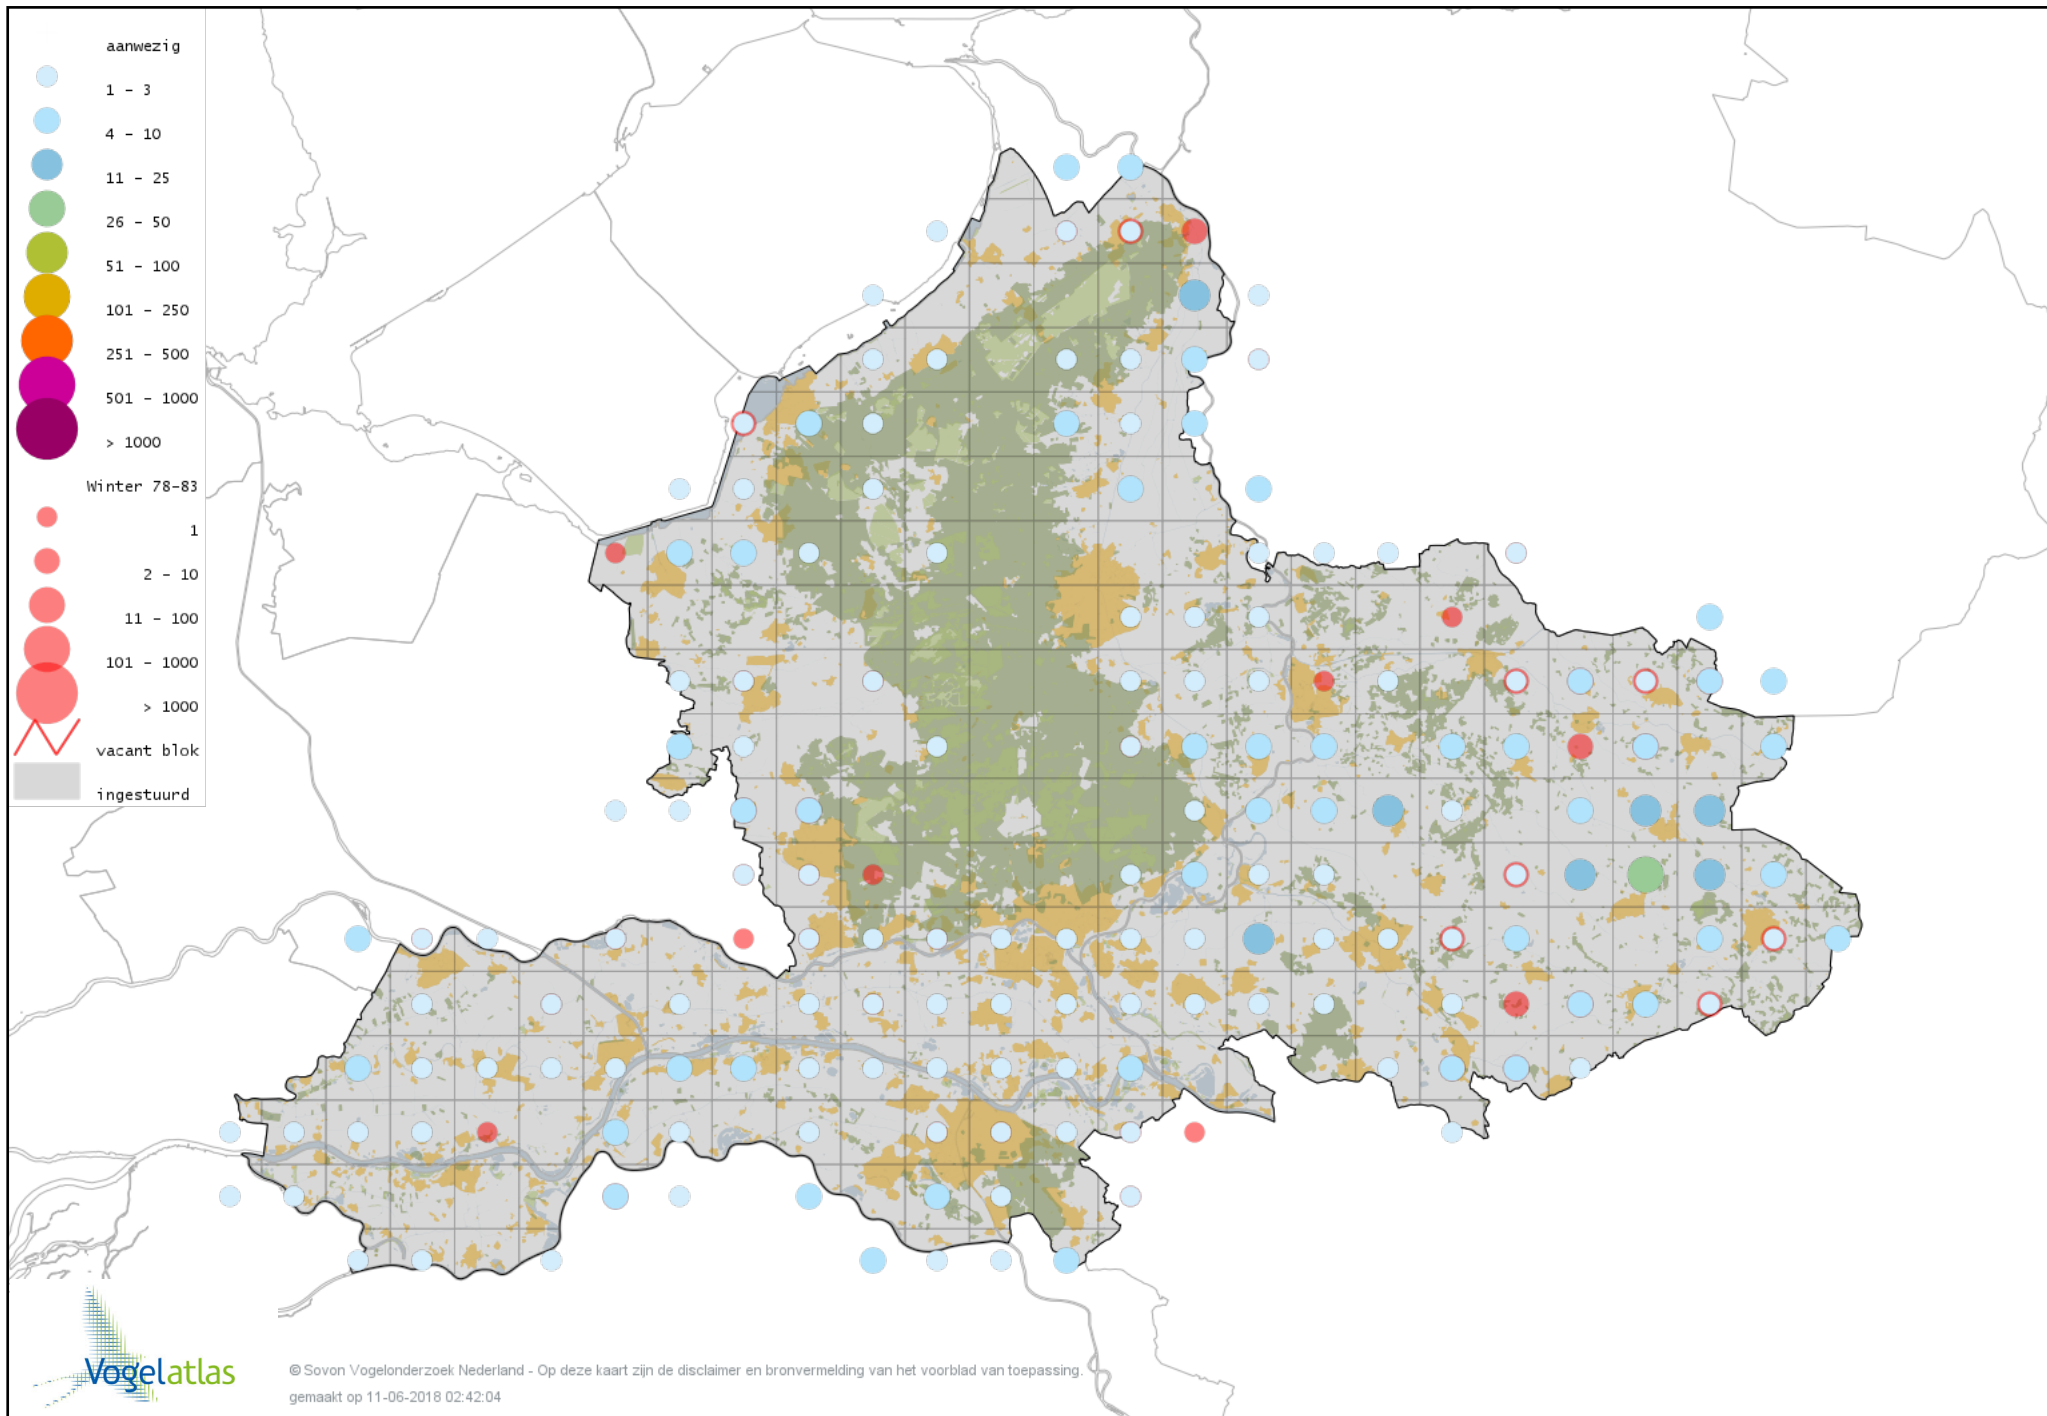 aanwezig
1 - 3
4 - 10
11 - 25
26 - 50
51 - 100
101 - 250
251 - 500
501 - 1000
> 1000
Winter 78-83
1
2 - 10
11 - 100
101 - 1000
> 1000
vacant blok
ingestuurd
Vogelatlas
© Sovon Vogelonderzoek Nederland - Op deze kaart zijn de disclaimer en bronvermelding van het voorblad van toepassing.
gemaakt op 11-06-2018 02:42:04